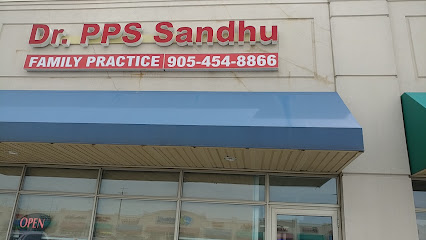 Dr. PPS Sandhu
FAMILY PRACTICE 905-454-8866
OPEN